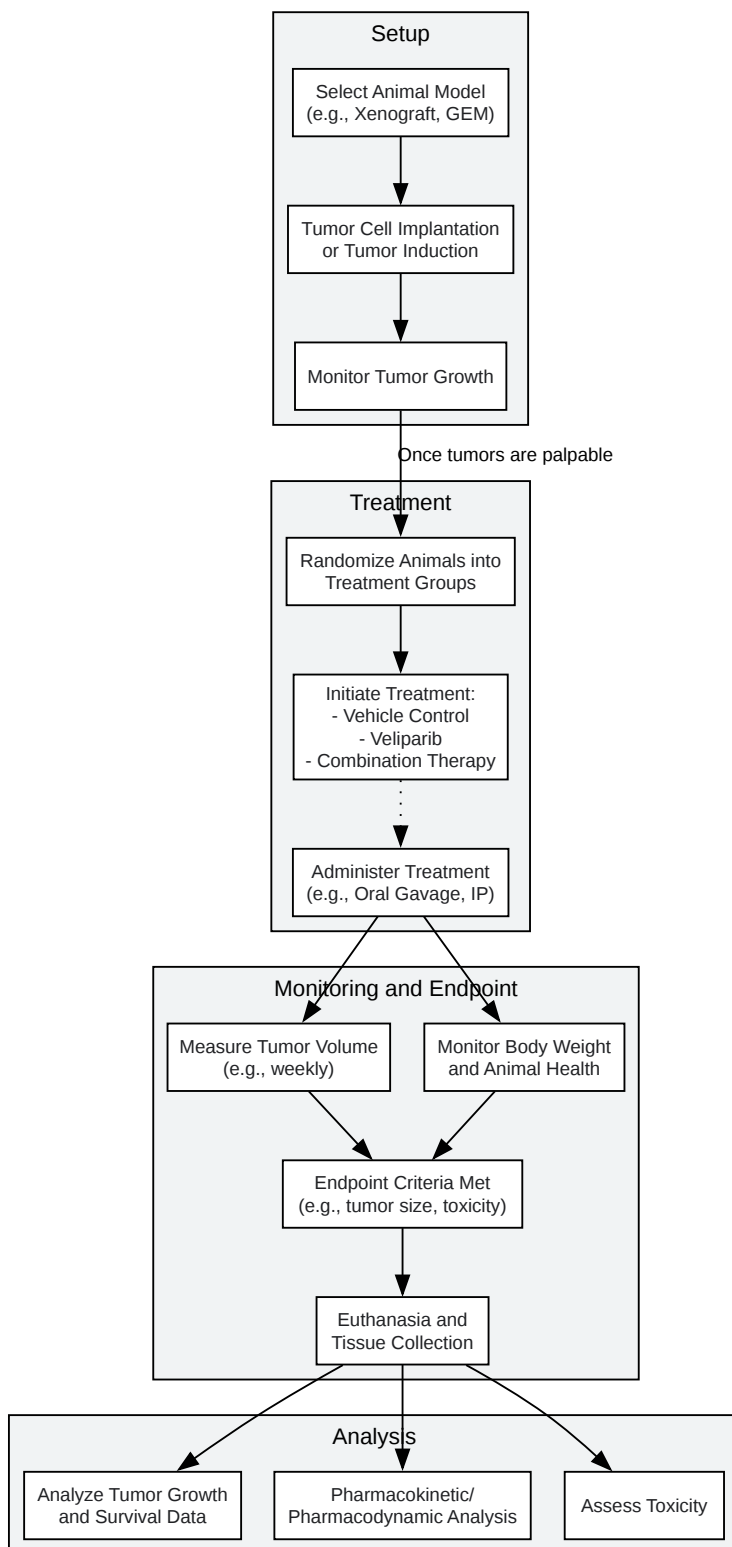 Setup
Select Animal Model
(e.g., Xenograft, GEM)
Tumor Cell Implantation
or Tumor Induction
Monitor Tumor Growth
Once tumors are palpable
Treatment
Randomize Animals into
Treatment Groups
Initiate Treatment:
- Vehicle Control
- Veliparib
- Combination Therapy
Administer Treatment
(e.g., Oral Gavage, IP)
Monitoring and Endpoint
Measure Tumor Volume
(e.g., weekly)
Monitor Body Weight
and Animal Health
Endpoint Criteria Met
(e.g., tumor size, toxicity)
Euthanasia and
Tissue Collection
Analysis
Analyze Tumor Growth
and Survival Data
Pharmacokinetic/
Pharmacodynamic Analysis
Assess Toxicity